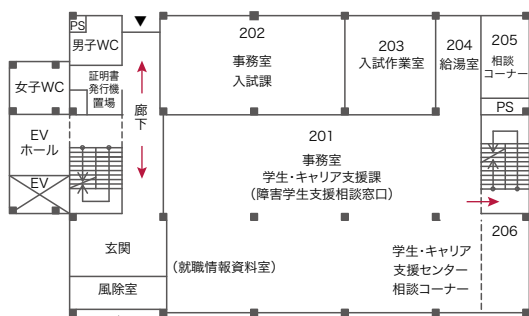 PS
男子WC
女子WC
証明書
発行機
置場
廊下
EV
ホール
EV
玄関
風除室
202
事務室
入試課
203
入試作業室
204
給湯室
205
相談
コーナー
PS
201
事務室
学生・キャリア支援課
（障害学生支援相談窓口）
（就職情報資料室）
学生・キャリア
支援センター
相談コーナー
206